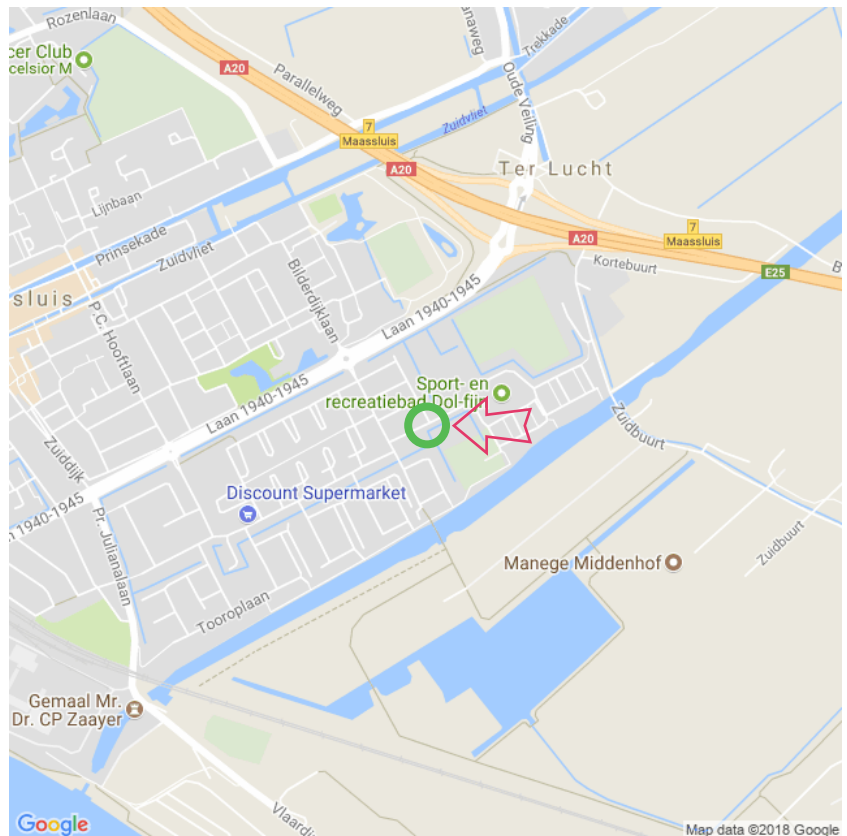 Rozenlaan
cer Club
celsior M
A20
Parallelweg
anaweg
Trekkade
Oude Veiling
7
Maassluis
Zuidvliet
A20
Ter Lucht
Lijnbaan
Prinsekade
Zuidvliet
7
Maassluis
A20
Kortebuurt
E25
B
sluis
Bilderdijklaan
P.C. Hooftlaan
Laan 1940-1945
Laan 1940-1945
Sport- en
recreatiebad Dol-fijn
Zuidbuurt
Zuiddijk
n 1940-1945
Discount Supermarket
Pr. Julianalaan
Manege Middenhof
Zuidbuurt
Tooroplaan
Gemaal Mr.
Dr. CP Zaayer
Vlaardi
Google
Map data ©2018 Google